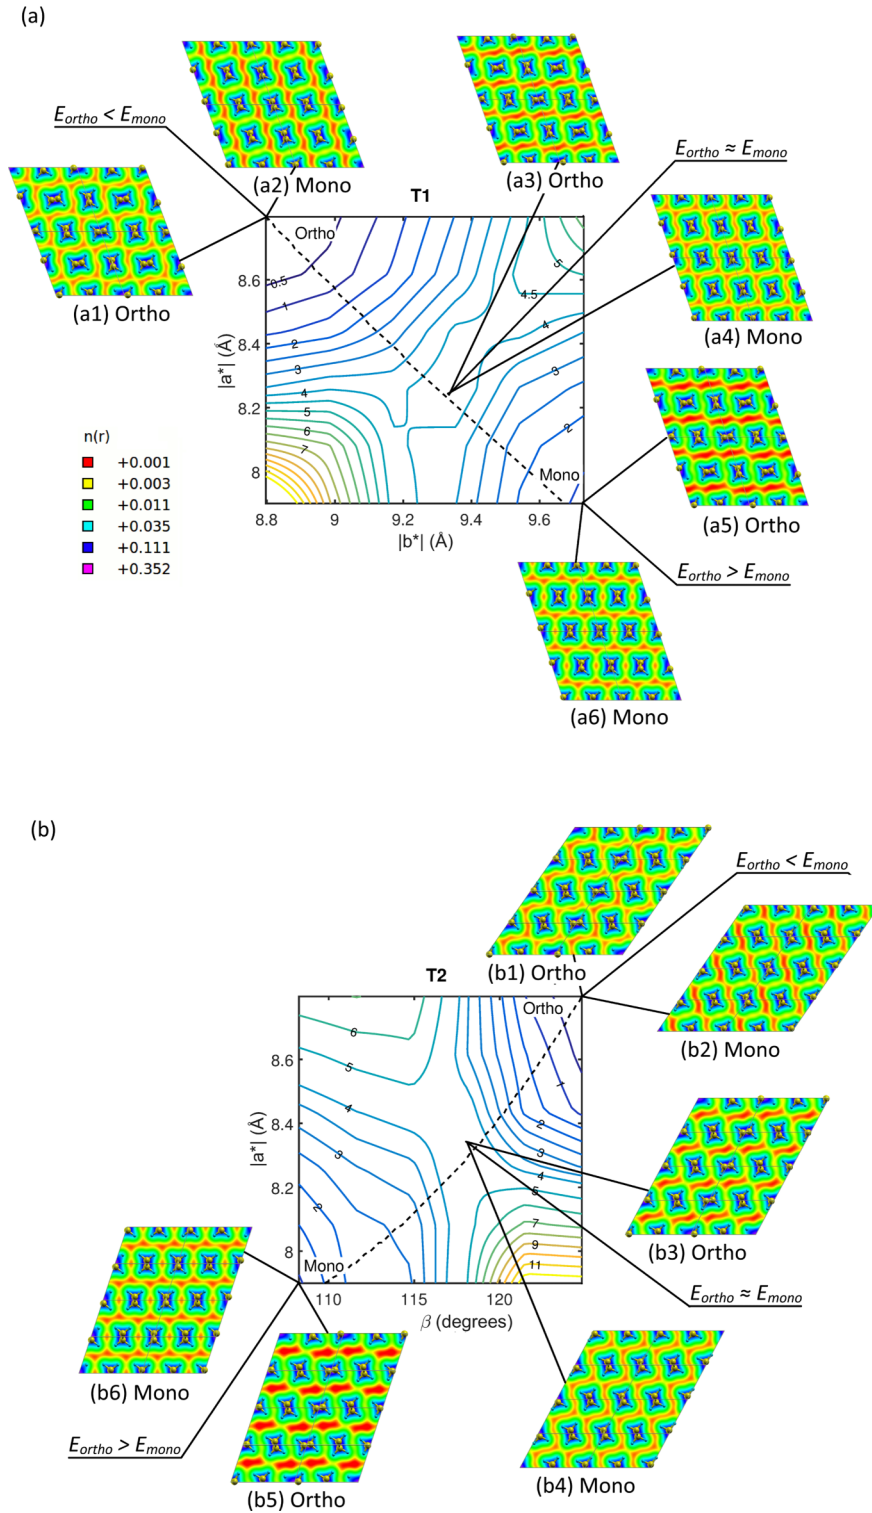 (a)
E_ortho < E_mono
(a2) Mono
(a3) Ortho
E_ortho ≈ E_mono
T1
(a1) Ortho
(a4) Mono
Ortho
0.5
1
2
3
4
5
6
7
5
4.5
4
3
2
Mono
8.6
8.4
8.2
8
|a*| (Å)
8.8
9
9.2
9.4
9.6
|b*| (Å)
n(r)
+0.001
+0.003
+0.011
+0.035
+0.111
+0.352
(a5) Ortho
E_ortho > E_mono
(a6) Mono
(b)
E_ortho < E_mono
(b1) Ortho
T2
(b2) Mono
Ortho
6
5
4
3
2
1
2
3
4
5
7
9
11
Mono
8.6
8.4
8.2
8
|a*| (Å)
110
115
120
β (degrees)
(b3) Ortho
E_ortho ≈ E_mono
(b6) Mono
E_ortho > E_mono
(b5) Ortho
(b4) Mono